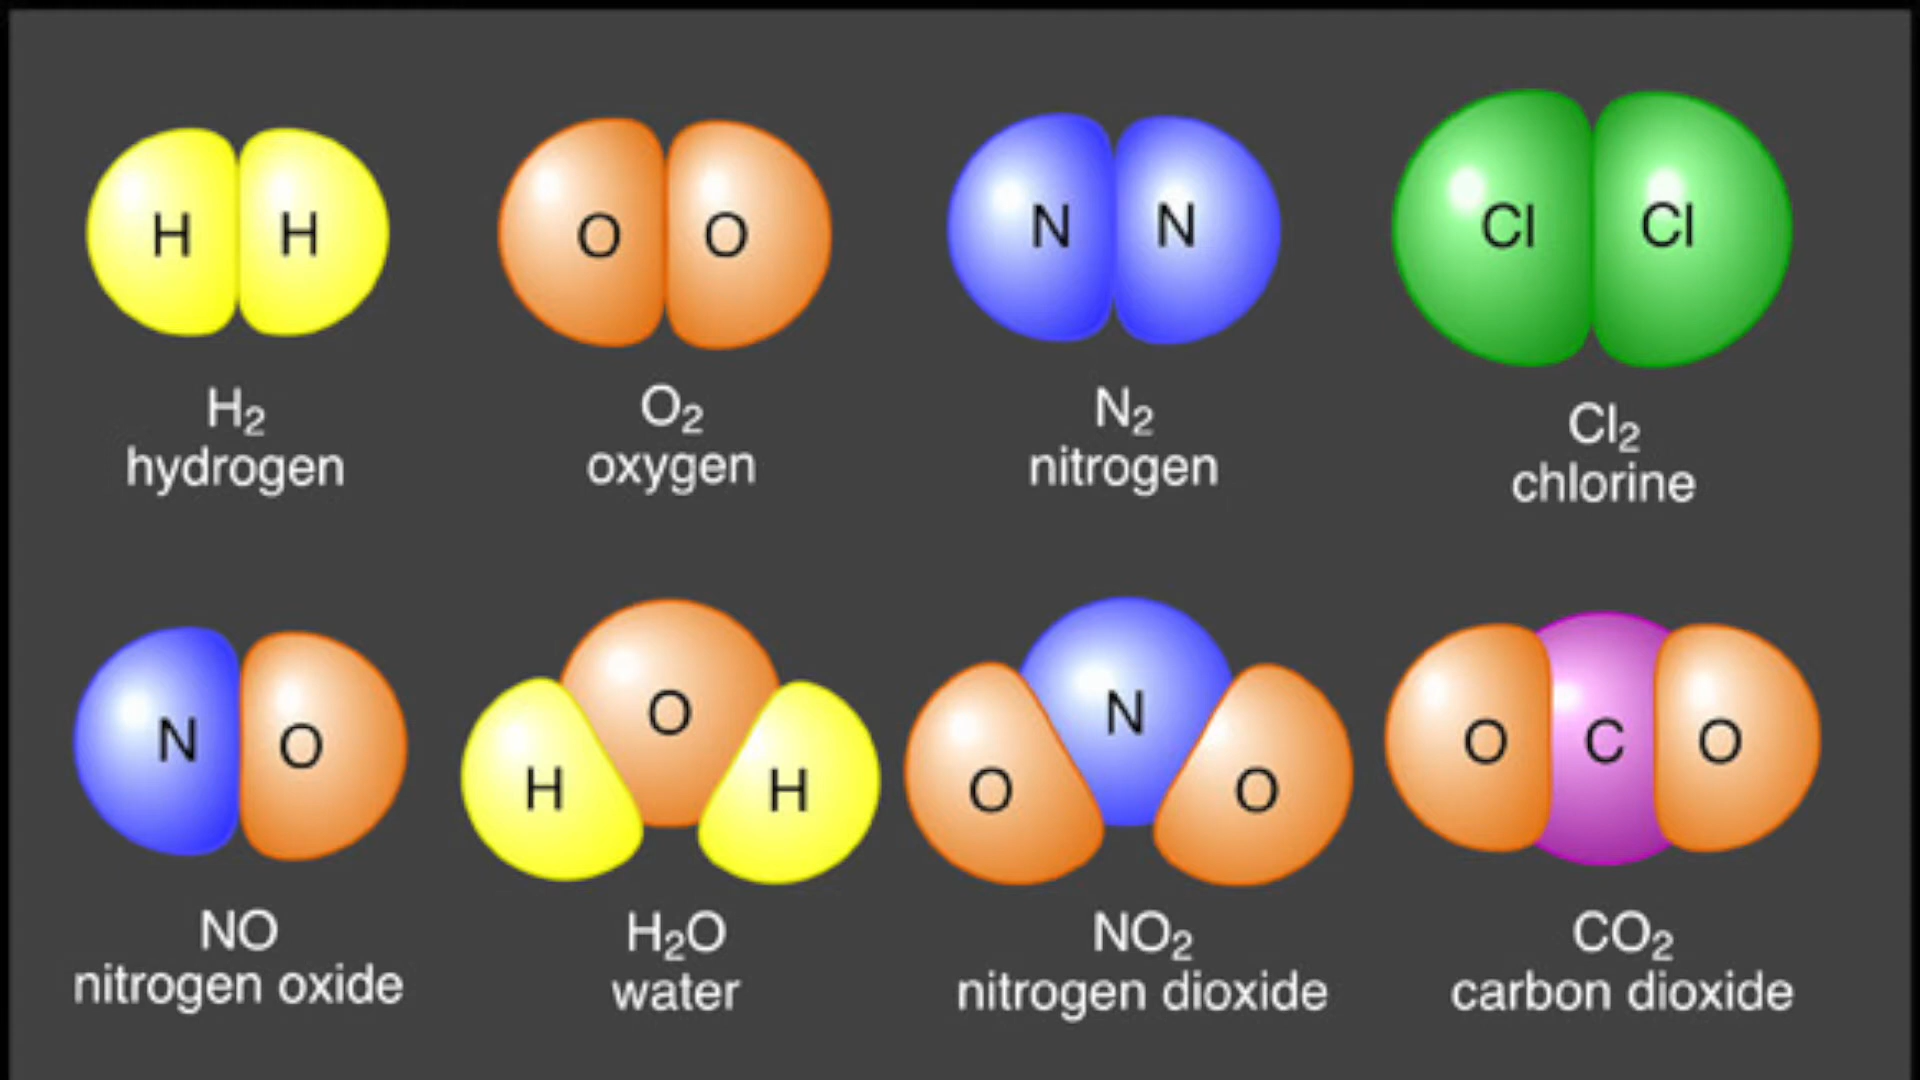 H H
O O
N N
Cl Cl
H₂
hydrogen
O₂
oxygen
N₂
nitrogen
Cl₂
chlorine
N O
H O H
O N O
O C O
NO
nitrogen oxide
H₂O
water
NO₂
nitrogen dioxide
CO₂
carbon dioxide